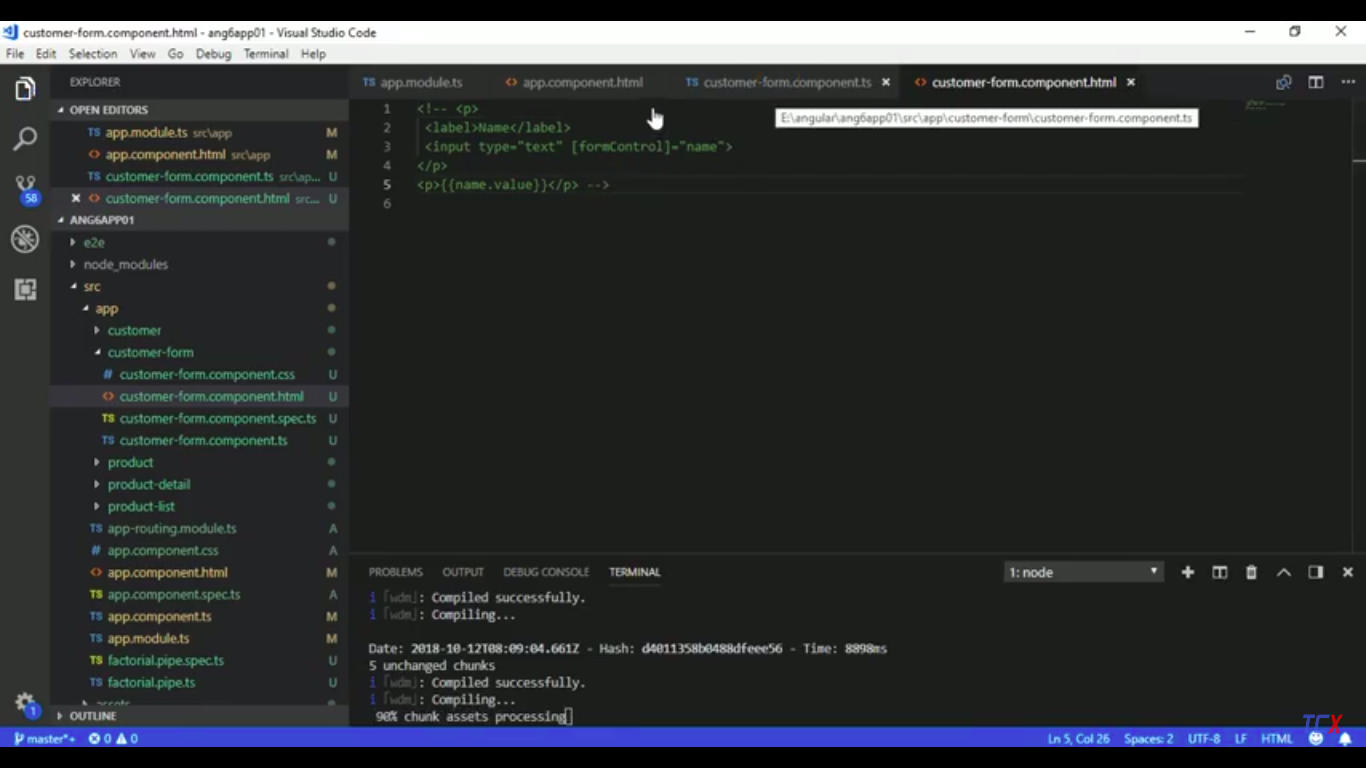 customer-form.component.html - ang6app01 - Visual Studio Code
File Edit Selection View Go Debug Terminal Help
EXPLORER
OPEN EDITORS
TS app.module.ts src\app M
<> app.component.html src\app M
TS customer-form.component.ts src\ap... U
× <> customer-form.component.html src... U
ANG6APP01
e2e
node_modules
src
app
customer
customer-form
# customer-form.component.css U
<> customer-form.component.html U
TS customer-form.component.spec.ts U
TS customer-form.component.ts U
product
product-detail
product-list
TS app-routing.module.ts A
# app.component.css A
<> app.component.html M
TS app.component.spec.ts A
TS app.component.ts M
TS app.module.ts M
TS factorial.pipe.spec.ts U
TS factorial.pipe.ts U
assets
OUTLINE
58
1
TS app.module.ts <> app.component.html TS customer-form.component.ts × <> customer-form.component.html ×
E:\angular\ang6app01\src\app\customer-form\customer-form.component.ts
1 <!-- <p>
2 <label>Name</label>
3 <input type="text" [formControl]="name">
4 </p>
5 <p>{{name.value}}</p> -->
6
PROBLEMS OUTPUT DEBUG CONSOLE TERMINAL 1: node
i ｢wdm｣: Compiled successfully.
i ｢wdm｣: Compiling...
Date: 2018-10-12T08:09:04.661Z - Hash: d4011358b0488dfeee56 - Time: 8898ms
5 unchanged chunks
i ｢wdm｣: Compiled successfully.
i ｢wdm｣: Compiling...
90% chunk assets processing
TCX
master*+ 0 0 Ln 5, Col 26 Spaces: 2 UTF-8 LF HTML